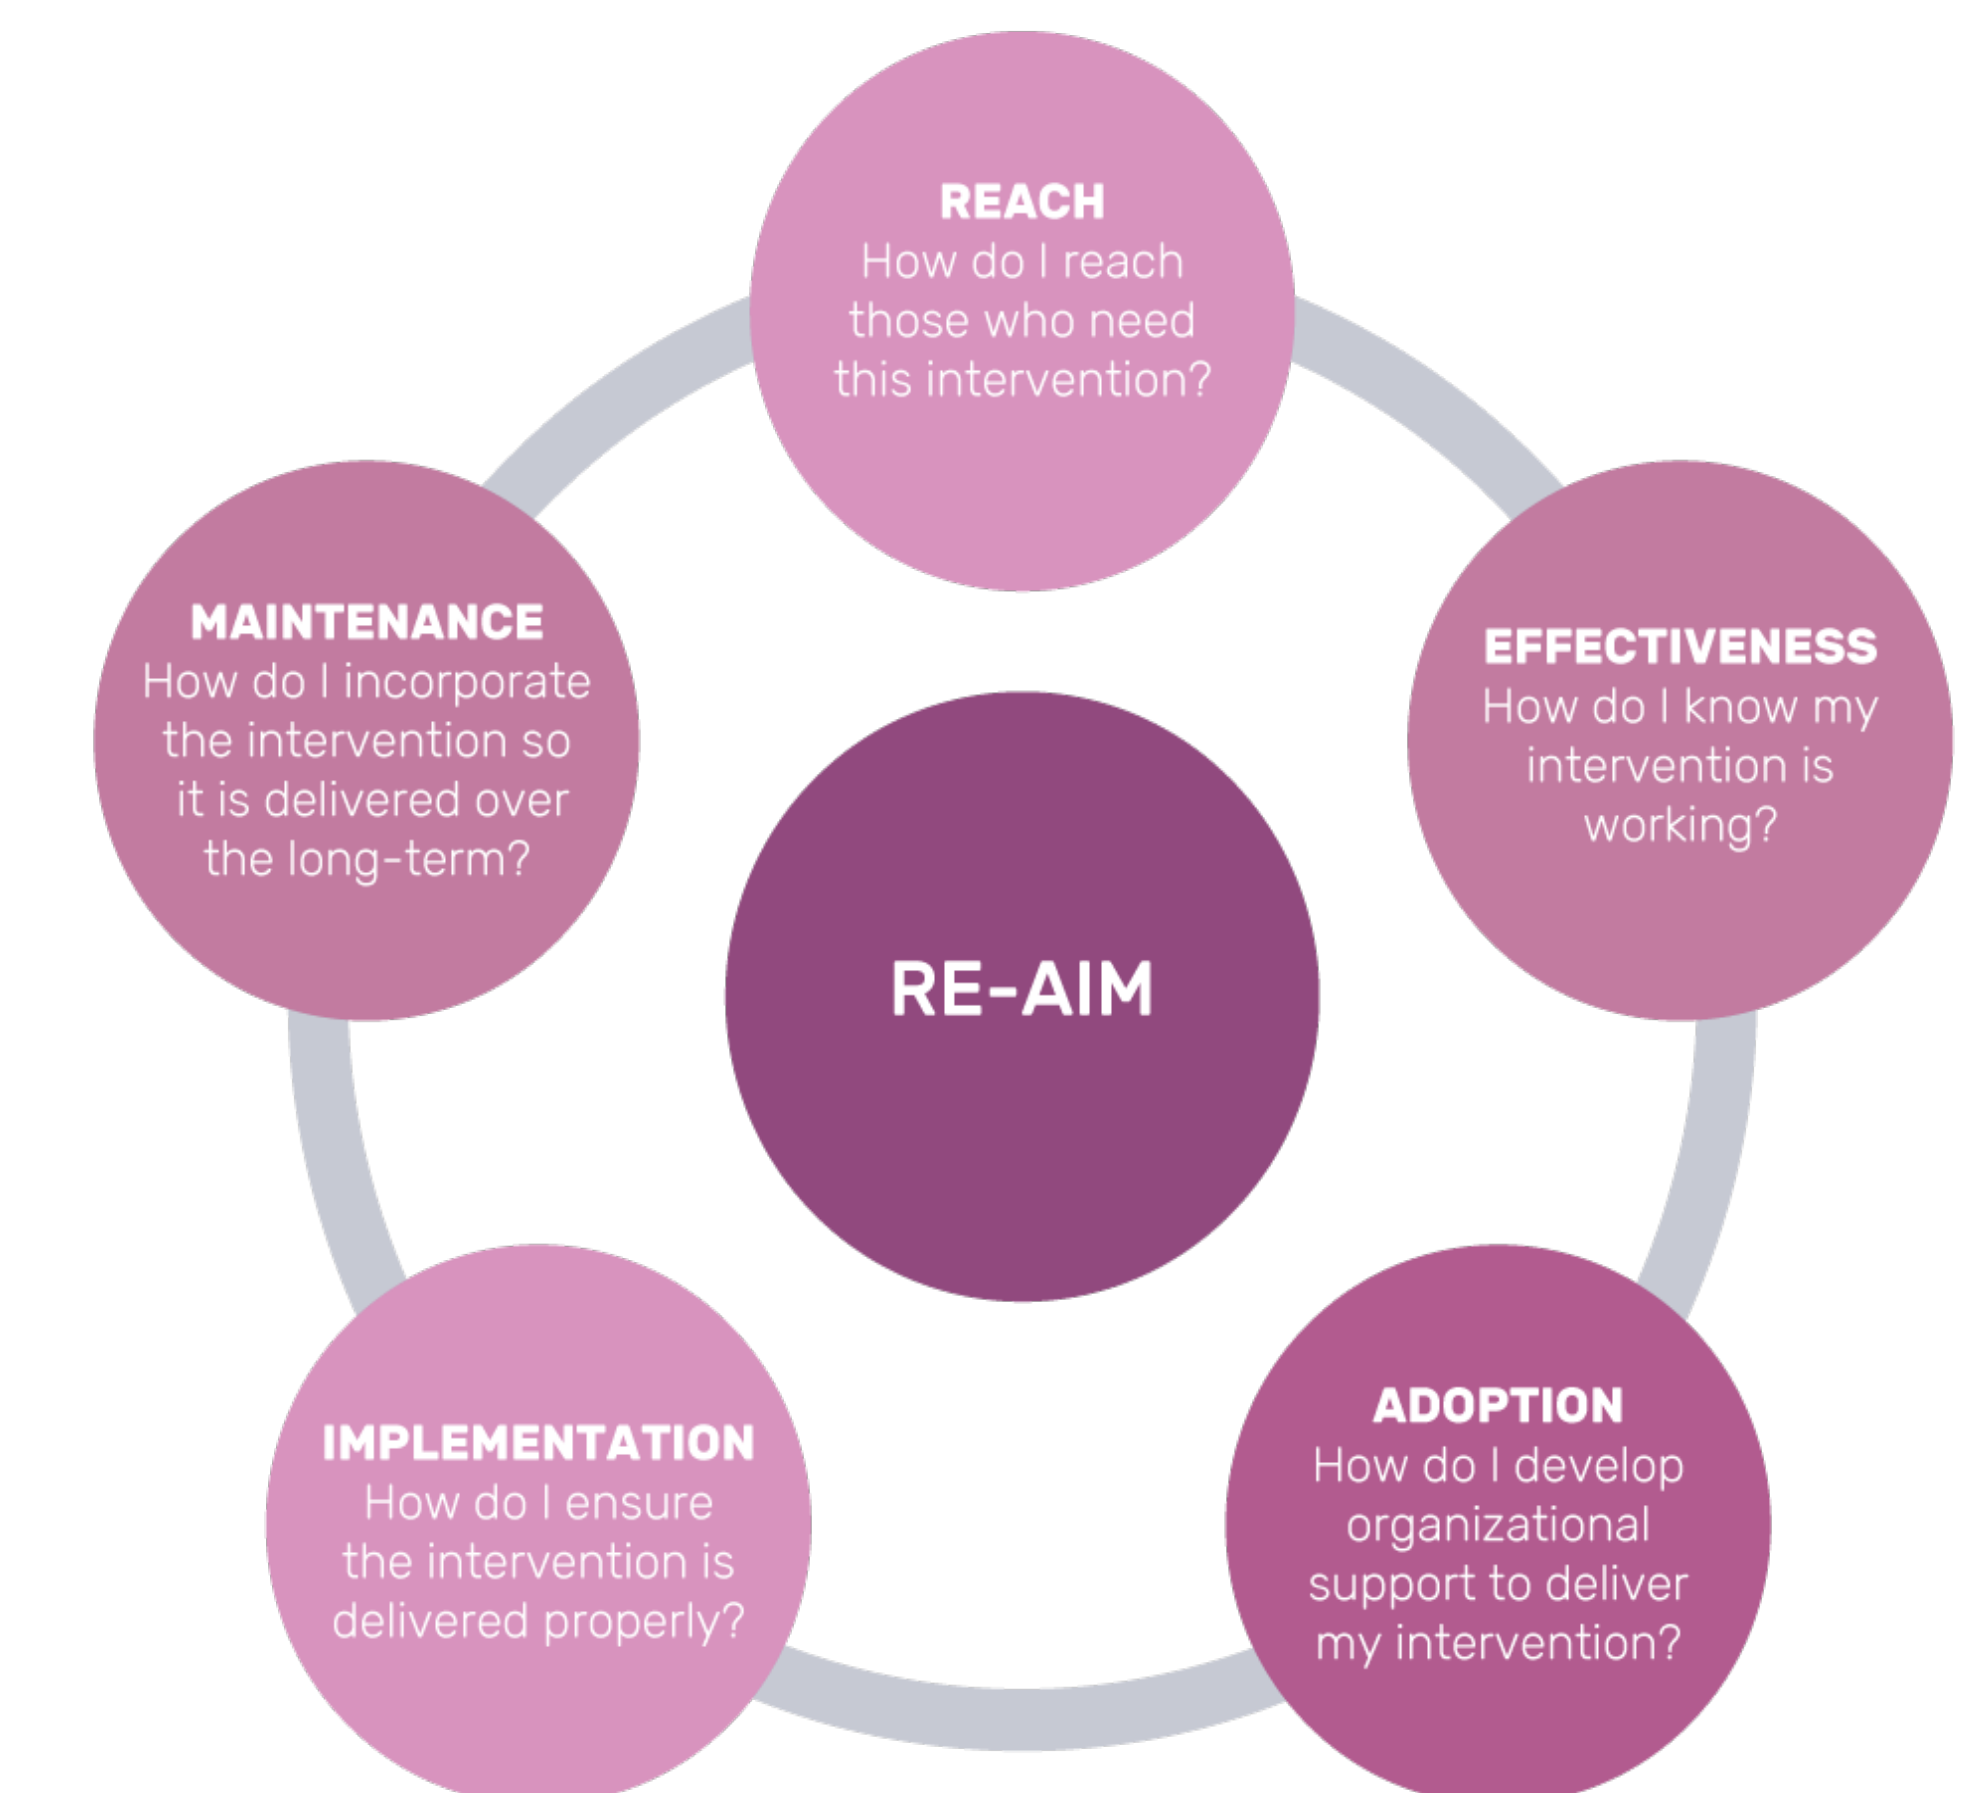 REACH
How do I reach
those who need
this intervention?
MAINTENANCE
How do I incorporate
the intervention so
it is delivered over
the long-term?
EFFECTIVENESS
How do I know my
intervention is
working?
RE-AIM
IMPLEMENTATION
How do I ensure
the intervention is
delivered properly?
ADOPTION
How do I develop
organizational
support to deliver
my intervention?